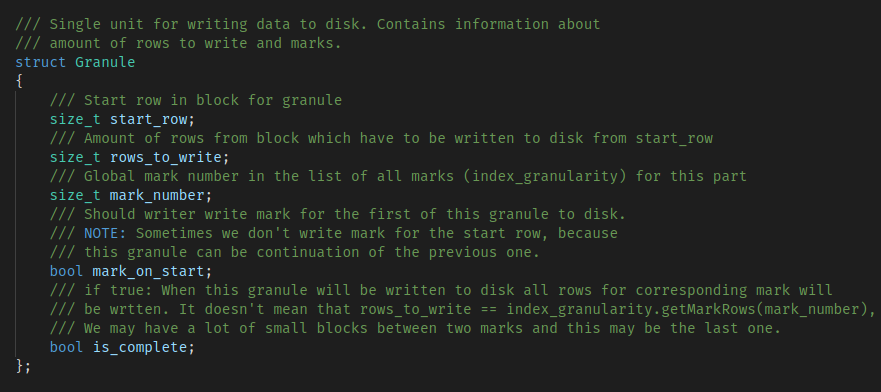 /// Single unit for writing data to disk. Contains information about
/// amount of rows to write and marks.
struct Granule
{
    /// Start row in block for granule
    size_t start_row;
    /// Amount of rows from block which have to be written to disk from start_row
    size_t rows_to_write;
    /// Global mark number in the list of all marks (index_granularity) for this part
    size_t mark_number;
    /// Should writer write mark for the first of this granule to disk.
    /// NOTE: Sometimes we don't write mark for the start row, because
    /// this granule can be continuation of the previous one.
    bool mark_on_start;
    /// if true: When this granule will be written to disk all rows for corresponding mark will
    /// be wrtten. It doesn't mean that rows_to_write == index_granularity.getMarkRows(mark_number),
    /// We may have a lot of small blocks between two marks and this may be the last one.
    bool is_complete;
};